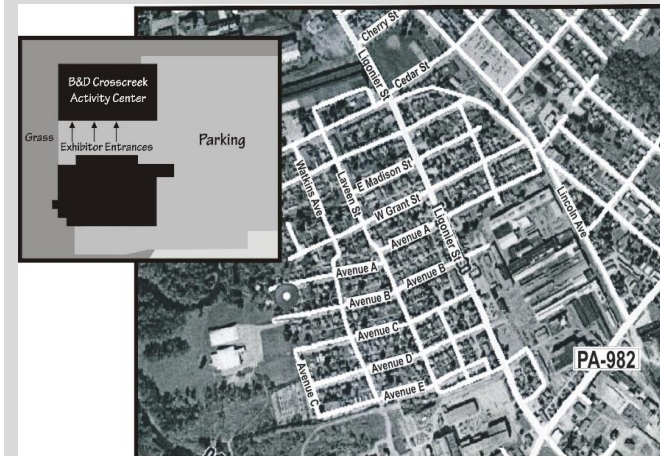 B&D Crosscreek
Activity Center
Grass
Exhibitor Entrances
Parking
Cherry St
Ligonier St
Cedar St
Watkins Ave
Laveen St
E Madison St
W Grant St
Ligonier St
Lincoln Ave
Avenue A
Avenue A
Avenue B
Avenue B
Avenue C
Avenue D
Avenue C
Avenue E
PA-982